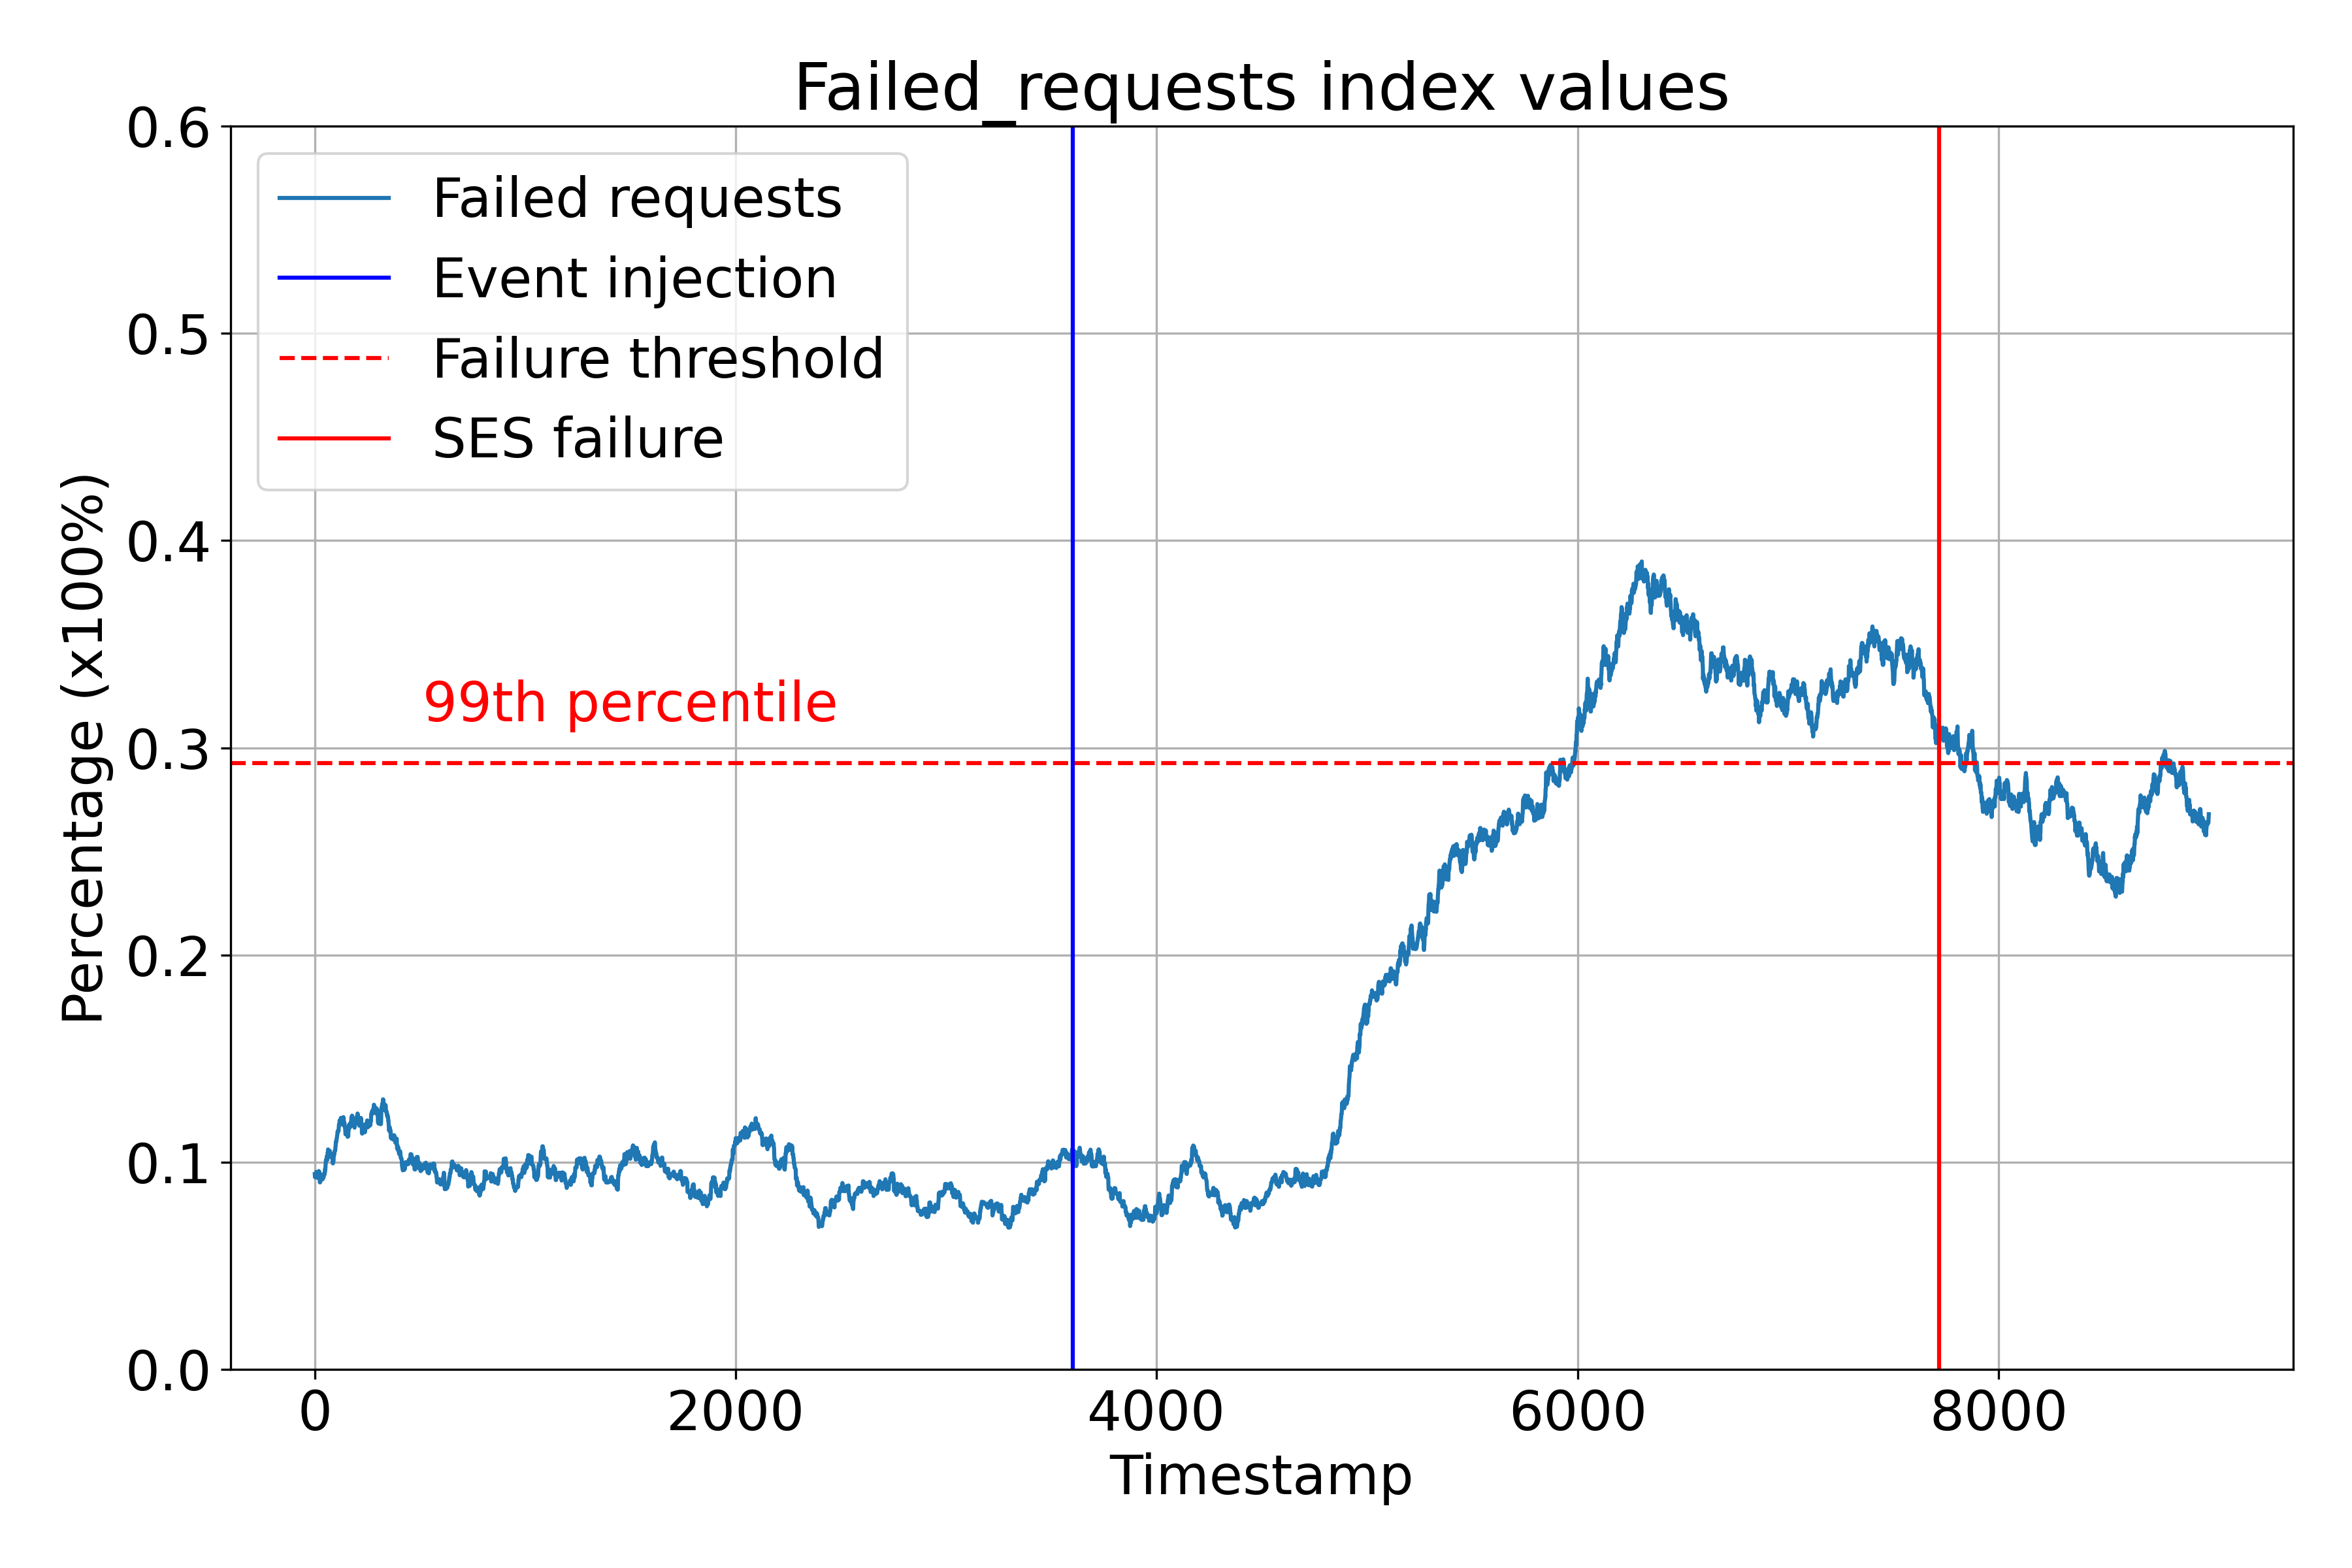 Failed_requests index values
0.6
0.5
0.4
0.3
0.2
0.1
0.0
Percentage (x100%)
Failed requests
Event injection
Failure threshold
SES failure
99th percentile
0 2000 4000 6000 8000
Timestamp